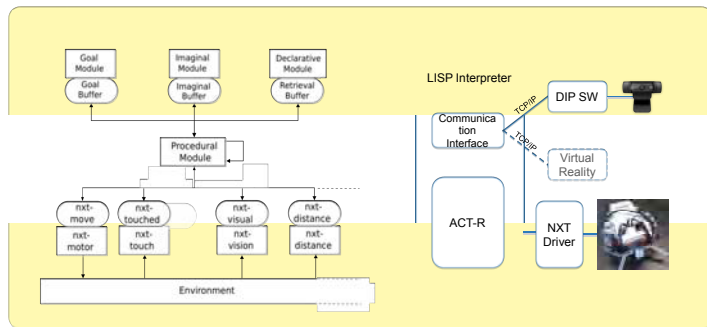 Goal
Module
Goal
Buffer
Imaginal
Module
Imaginal
Buffer
Declarative
Module
Retrieval
Buffer
Procedural
Module
nxt-
move
nxt-
motor
nxt-
touched
nxt-
touch
nxt-
visual
nxt-
vision
nxt-
distance
nxt-
distance
Environment
LISP Interpreter
Communica
tion
Interface
TCP/IP
DIP SW
TCP/IP
Virtual
Reality
ACT-R
NXT
Driver